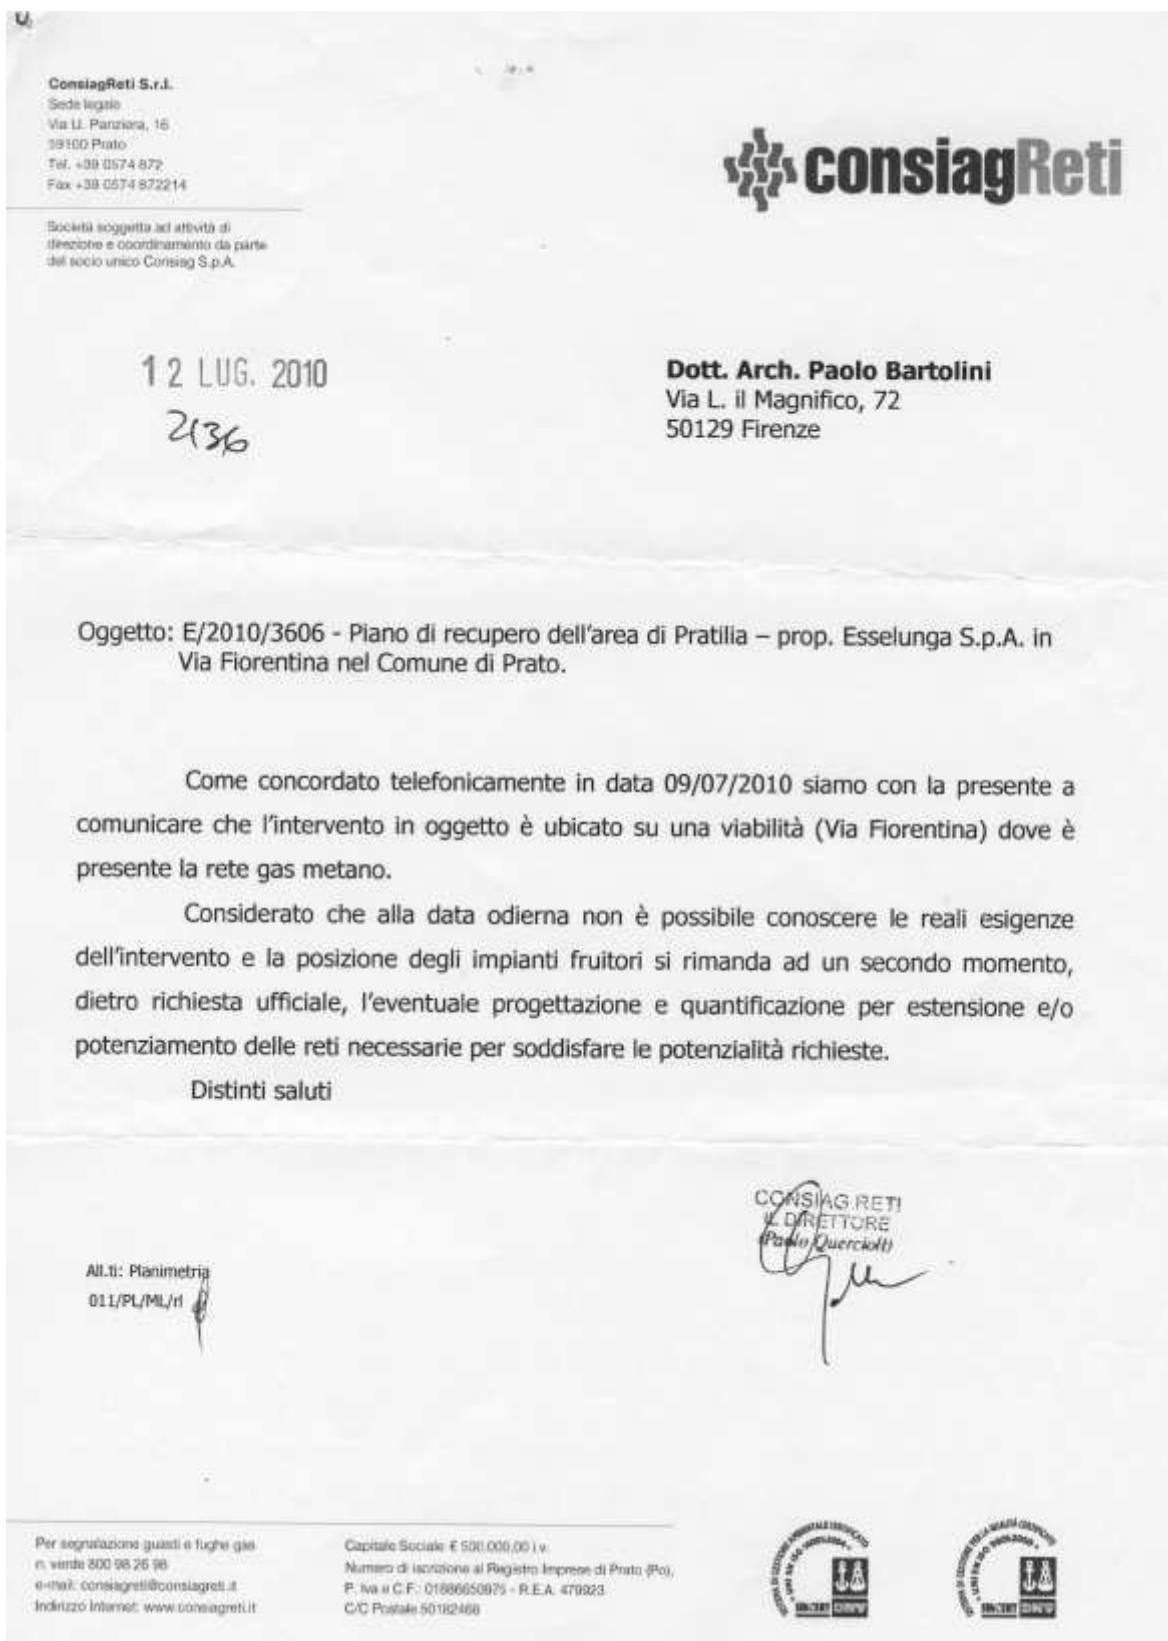 ConsiagReti S.r.l.
Sede legale
Via U. Panziera, 16
59100 Prato
Tel. +39 0574 872
Fax +39 0574 872214
Società soggetta ad attività di
direzione e coordinamento da parte
del socio unico Consiag S.p.A.
consiagReti
12 LUG. 2010
2136
Dott. Arch. Paolo Bartolini
Via L. il Magnifico, 72
50129 Firenze
Oggetto: E/2010/3606 - Piano di recupero dell'area di Pratilia – prop. Esselunga S.p.A. in
Via Fiorentina nel Comune di Prato.
Come concordato telefonicamente in data 09/07/2010 siamo con la presente a
comunicare che l'intervento in oggetto è ubicato su una viabilità (Via Fiorentina) dove è
presente la rete gas metano.
Considerato che alla data odierna non è possibile conoscere le reali esigenze
dell'intervento e la posizione degli impianti fruitori si rimanda ad un secondo momento,
dietro richiesta ufficiale, l'eventuale progettazione e quantificazione per estensione e/o
potenziamento delle reti necessarie per soddisfare le potenzialità richieste.
Distinti saluti
CONSIAG RETI
IL DIRETTORE
(Paolo Querciolì)
All.ti: Planimetria
011/PL/ML/rl
Per segnalazione guasti e fughe gas
n. verde 800 98 26 98
e-mail: consiagreti@consiagreti.it
Indirizzo Internet: www.consiagreti.it
Capitale Sociale € 500.000,00 i.v.
Numero di iscrizione al Registro Imprese di Prato (Po),
P. Iva e C.F.: 01886650975 - R.E.A. 479923
C/C Postale 50182468
SINCERT DNV
SINCERT DNV